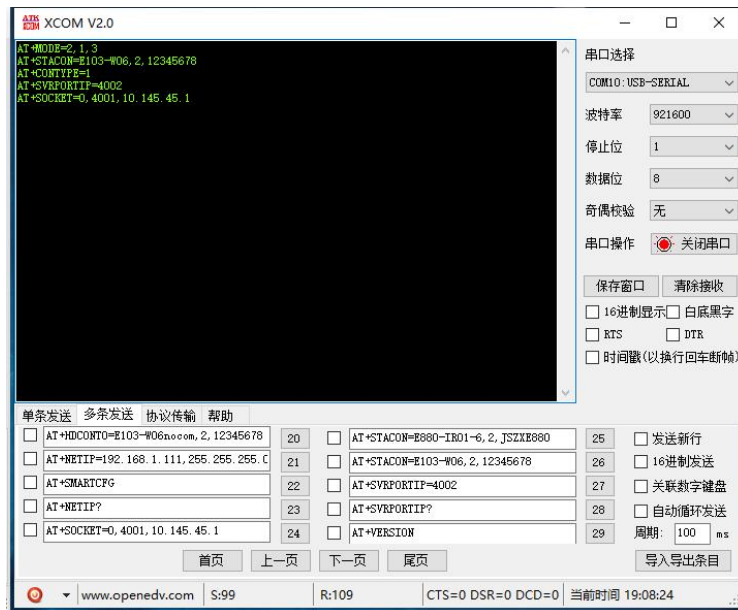 ATK XCOM XCOM V2.0
AT+MODE=2,1,3
AT+STACON=E103-W06,2,12345678
AT+CONTYPE=1
AT+SVRPORTIP=4002
AT+SOCKET=0,4001,10.145.45.1
串口选择
COM10:USB-SERIAL
波特率 921600
停止位 1
数据位 8
奇偶校验 无
串口操作 关闭串口
保存窗口 清除接收
16进制显示 白底黑字
RTS DTR
时间戳(以换行回车断帧)
单条发送 多条发送 协议传输 帮助
AT+HDCONTO=E103-W06nocom,2,12345678 20 AT+STACON=E880-IR01-6,2,JSZXE880 25 发送新行
AT+NETIP=192.168.1.111,255.255.255.0 21 AT+STACON=E103-W06,2,12345678 26 16进制发送
AT+SMARTCFG 22 AT+SVRPORTIP=4002 27 关联数字键盘
AT+NETIP? 23 AT+SVRPORTIP? 28 自动循环发送
AT+SOCKET=0,4001,10.145.45.1 24 AT+VERSION 29 周期: 100 ms
首页 上一页 下一页 尾页 导入导出条目
www.openedv.com S:99 R:109 CTS=0 DSR=0 DCD=0 当前时间 19:08:24